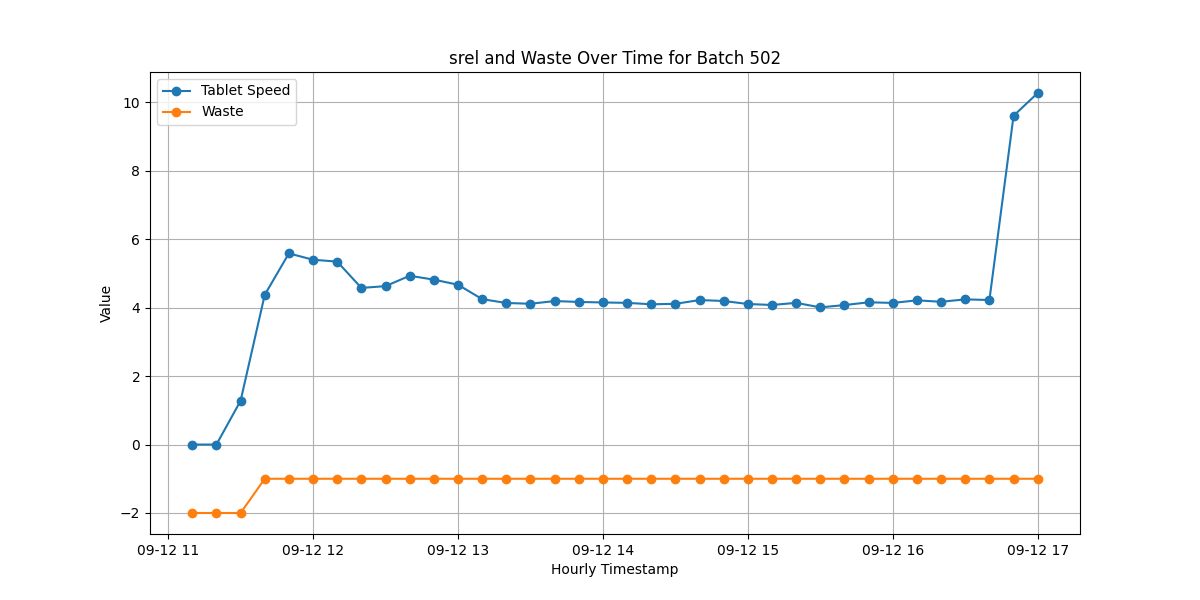 srel and Waste Over Time for Batch 502
Tablet Speed
Waste
10
8
6
4
2
0
−2
Value
09-12 11 09-12 12 09-12 13 09-12 14 09-12 15 09-12 16 09-12 17
Hourly Timestamp